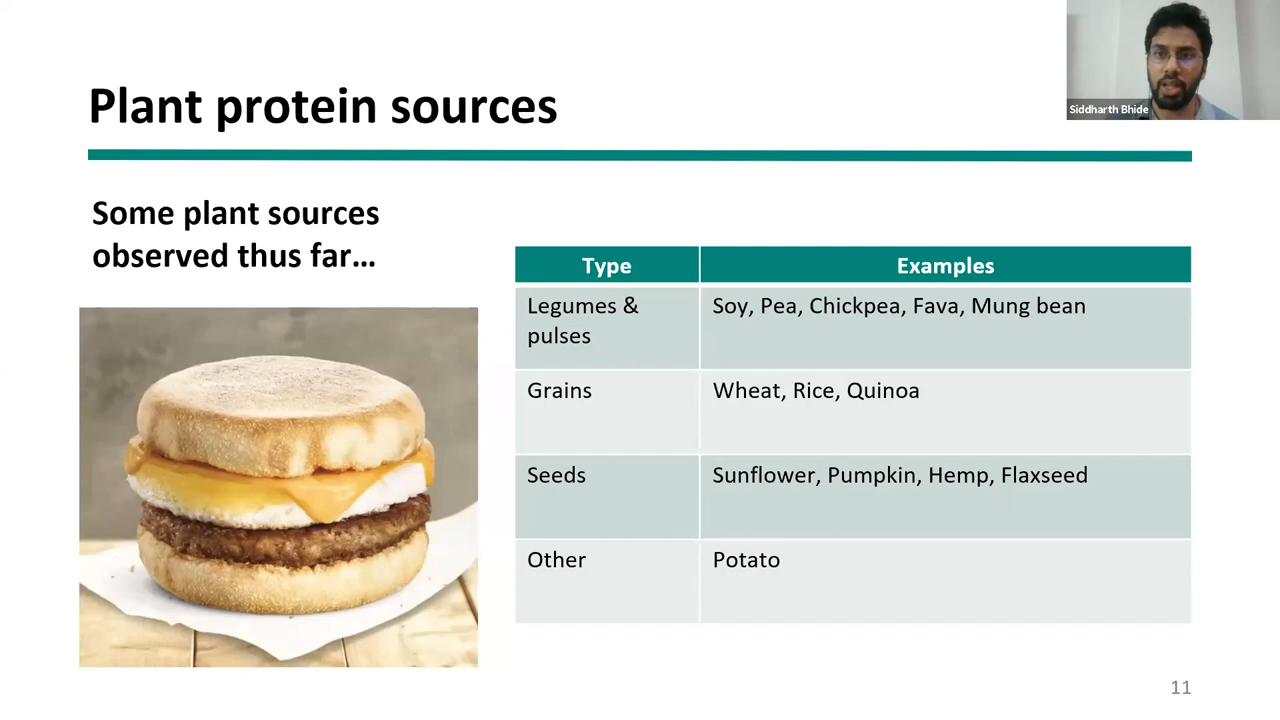 Plant protein sources
Siddharth Bhide
Some plant sources
observed thus far…
Type Examples
Legumes & Soy, Pea, Chickpea, Fava, Mung bean
pulses
Grains Wheat, Rice, Quinoa
Seeds Sunflower, Pumpkin, Hemp, Flaxseed
Other Potato
11